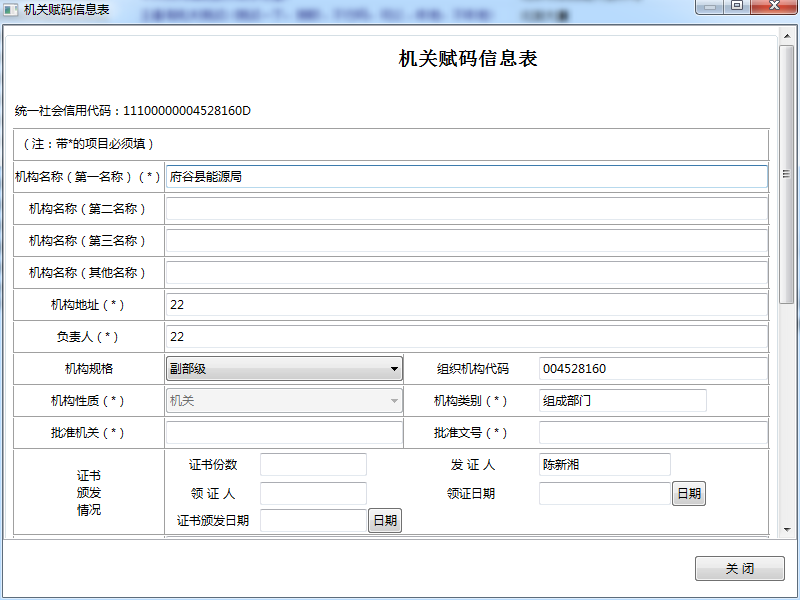 机关赋码信息表
机关赋码信息表
统一社会信用代码：11100000004528160D
（注：带*的项目必须填）
机构名称（第一名称）（*） 府谷县能源局
机构名称（第二名称）
机构名称（第三名称）
机构名称（其他名称）
机构地址（*） 22
负责人（*） 22
机构规格 副部级 组织机构代码 004528160
机构性质（*） 机关 机构类别（*） 组成部门
批准机关（*） 批准文号（*）
证书
颁发
情况
证书份数 发 证 人 陈新湘
领 证 人 领证日期 日期
证书颁发日期 日期
关 闭